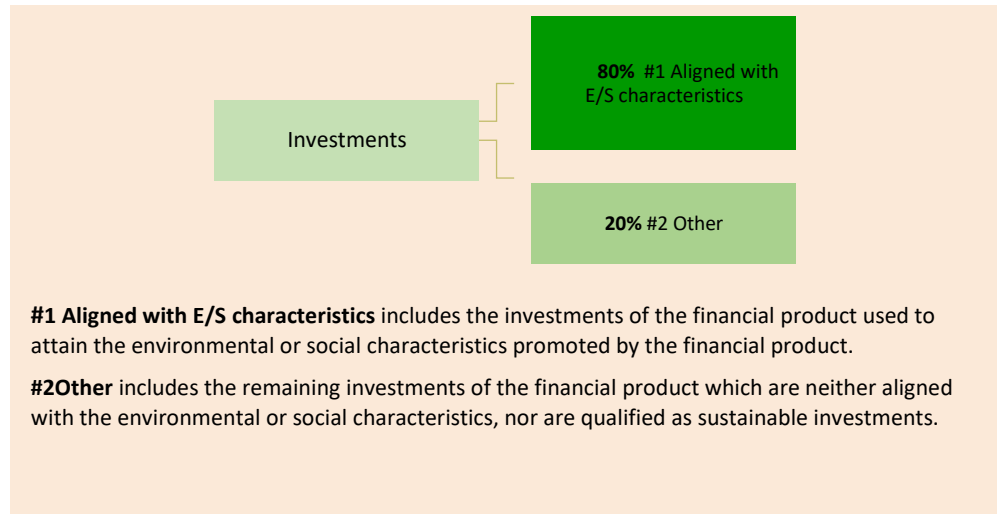 80% #1 Aligned with
E/S characteristics
Investments
20% #2 Other
#1 Aligned with E/S characteristics includes the investments of the financial product used to
attain the environmental or social characteristics promoted by the financial product.
#2Other includes the remaining investments of the financial product which are neither aligned
with the environmental or social characteristics, nor are qualified as sustainable investments.